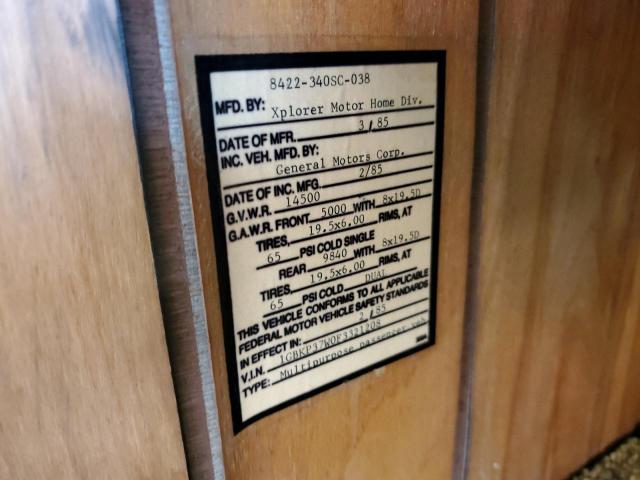 8422-340SC-038
MFD. BY: Xplorer Motor Home Div.
DATE OF MFR. 3/85
INC. VEH. MFD. BY:
General Motors Corp.
DATE OF INC. MFG. 2/85
G.V.W.R. 14500
G.A.W.R. FRONT 5000 WITH 8x19.5D
TIRES, 19.5x6.00 RIMS, AT
65 PSI COLD SINGLE
REAR 9840 WITH 8x19.5D
TIRES, 19.5x6.00 RIMS, AT
65 PSI COLD DUAL
THIS VEHICLE CONFORMS TO ALL APPLICABLE
FEDERAL MOTOR VEHICLE SAFETY STANDARDS
IN EFFECT IN: 2/85
V.I.N. 1GBKP37W0F3321208
TYPE: Multipurpose passenger veh